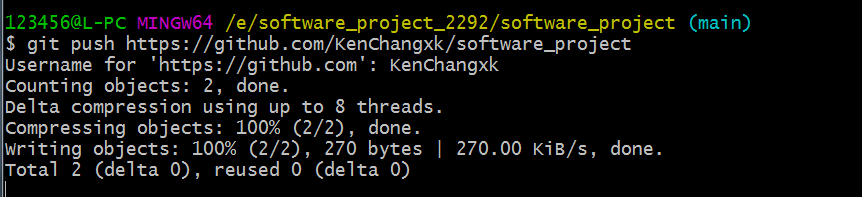 123456@L-PC MINGW64 /e/software_project_2292/software_project (main)
$ git push https://github.com/KenChangxk/software_project
Username for 'https://github.com': KenChangxk
Counting objects: 2, done.
Delta compression using up to 8 threads.
Compressing objects: 100% (2/2), done.
Writing objects: 100% (2/2), 270 bytes | 270.00 KiB/s, done.
Total 2 (delta 0), reused 0 (delta 0)